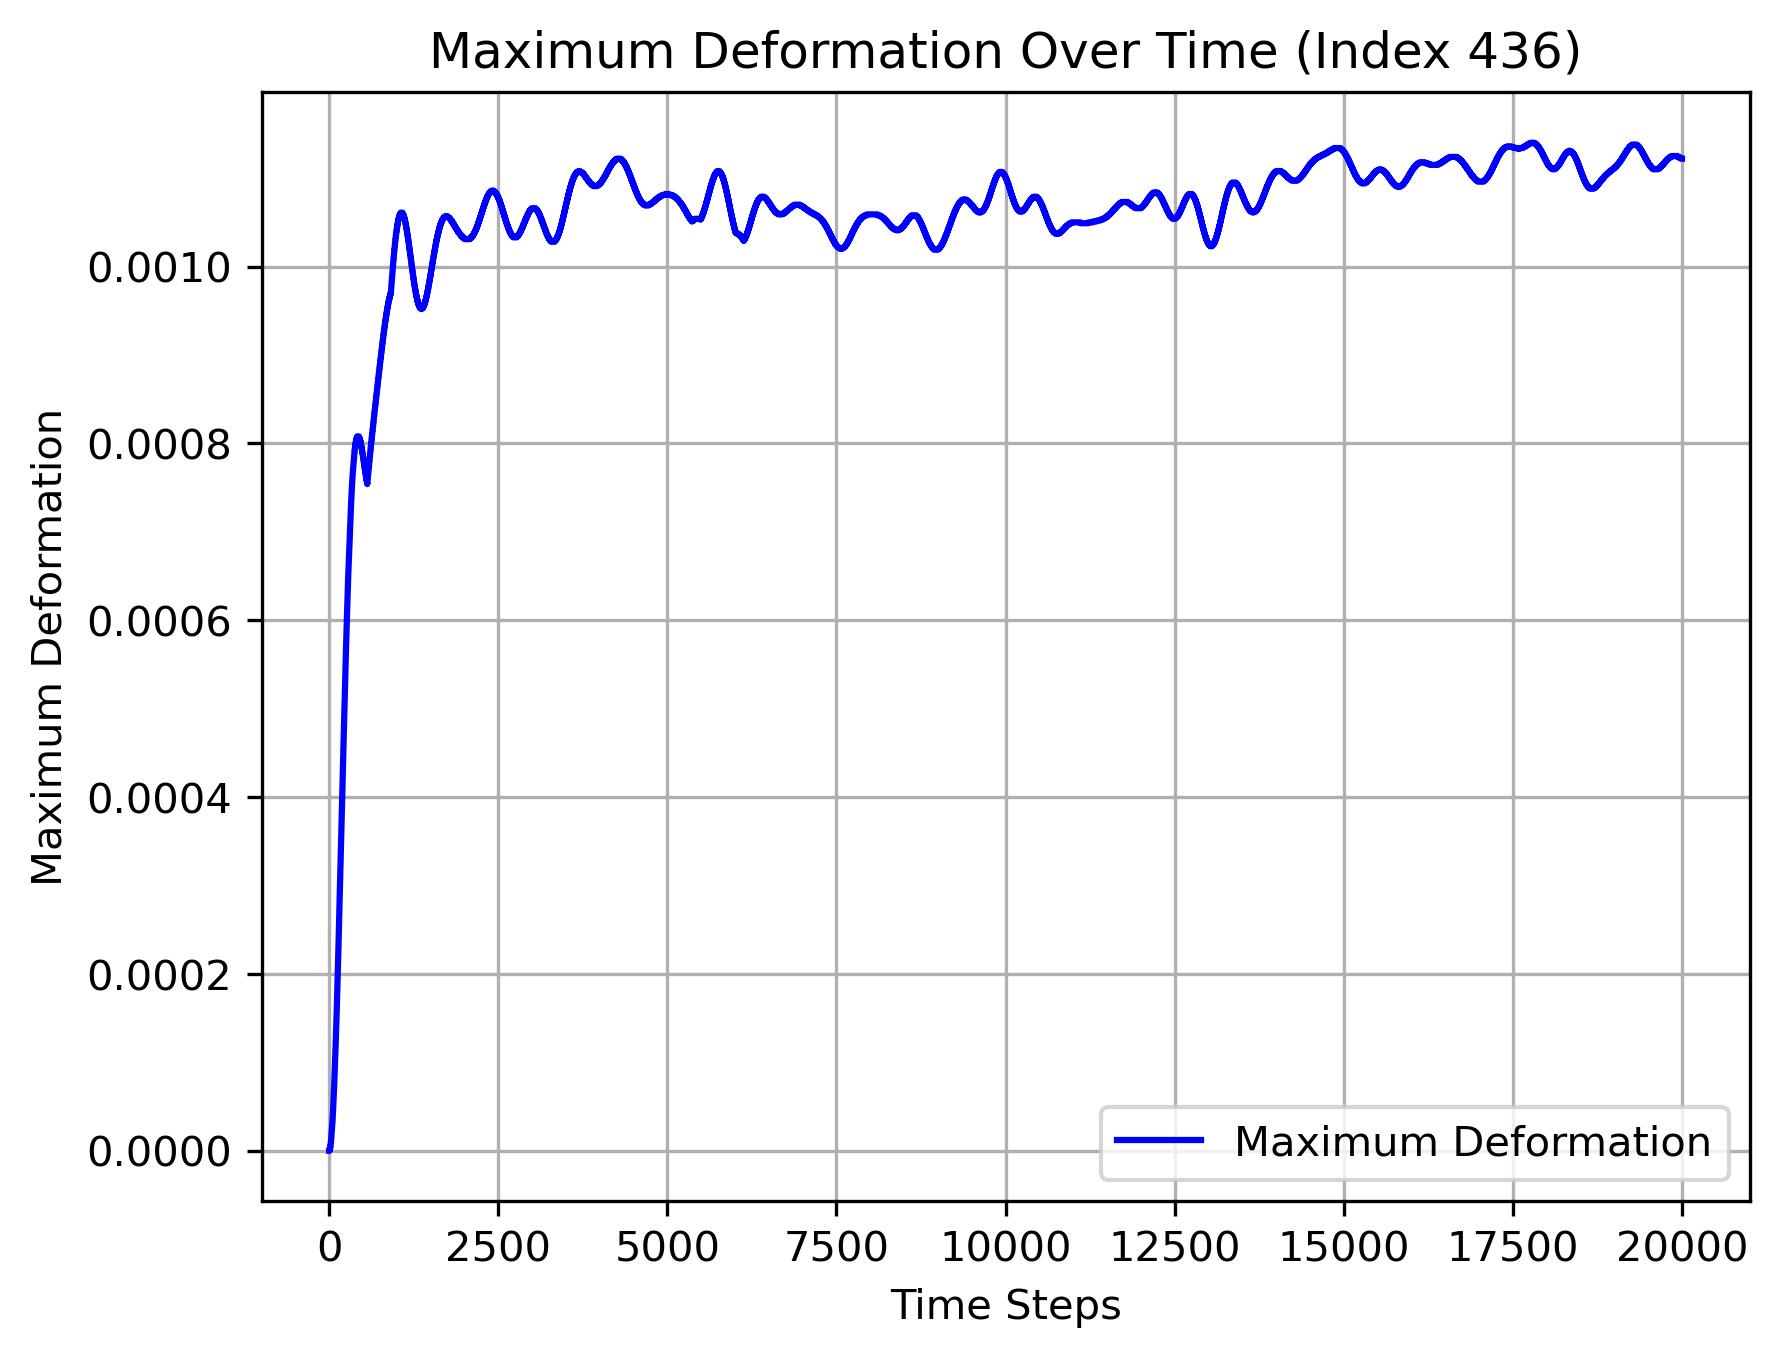 Maximum Deformation Over Time (Index 436)
Maximum Deformation
0.0010
0.0008
0.0006
0.0004
0.0002
0.0000
Maximum Deformation
0 2500 5000 7500 10000 12500 15000 17500 20000
Time Steps